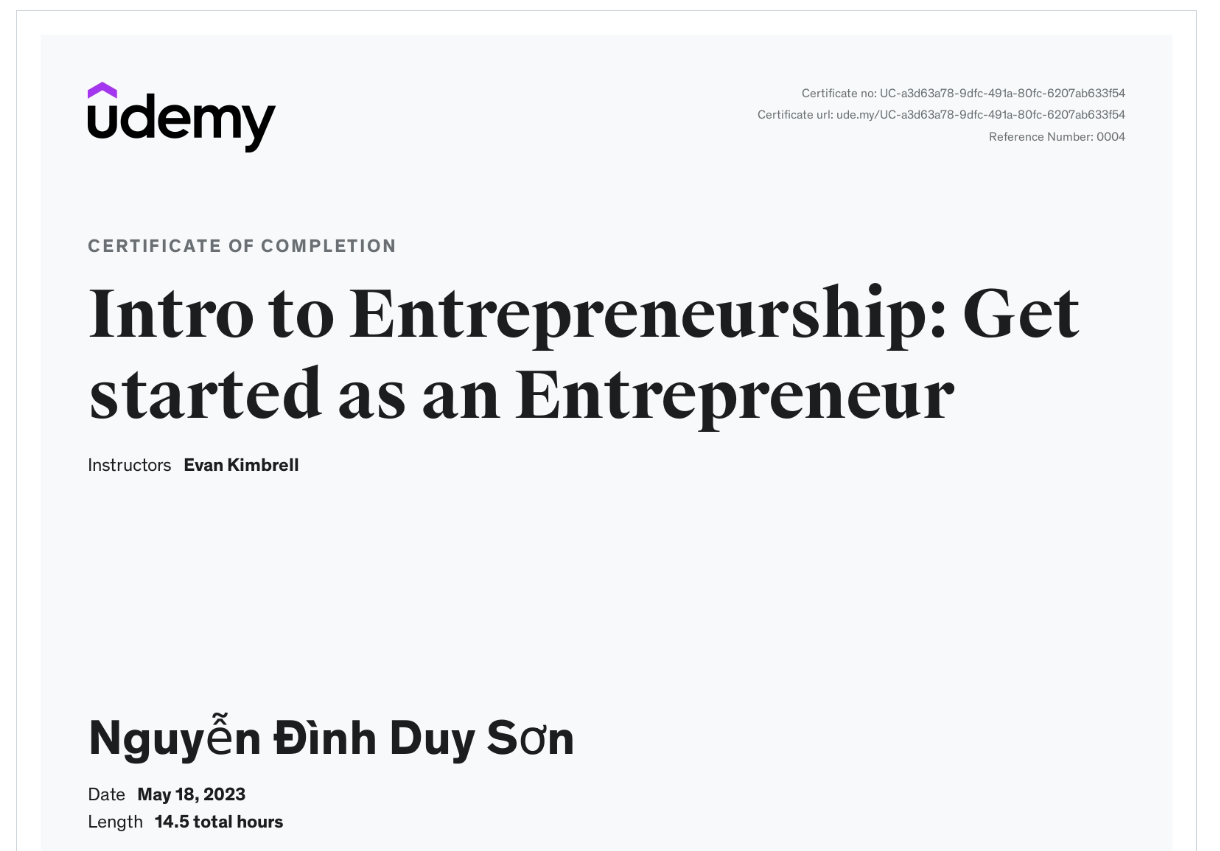 udemy
Certificate no: UC-a3d63a78-9dfc-491a-80fc-6207ab633f54
Certificate url: ude.my/UC-a3d63a78-9dfc-491a-80fc-6207ab633f54
Reference Number: 0004
CERTIFICATE OF COMPLETION
Intro to Entrepreneurship: Get
started as an Entrepreneur
Instructors Evan Kimbrell
Nguyễn Đình Duy Sơn
Date May 18, 2023
Length 14.5 total hours